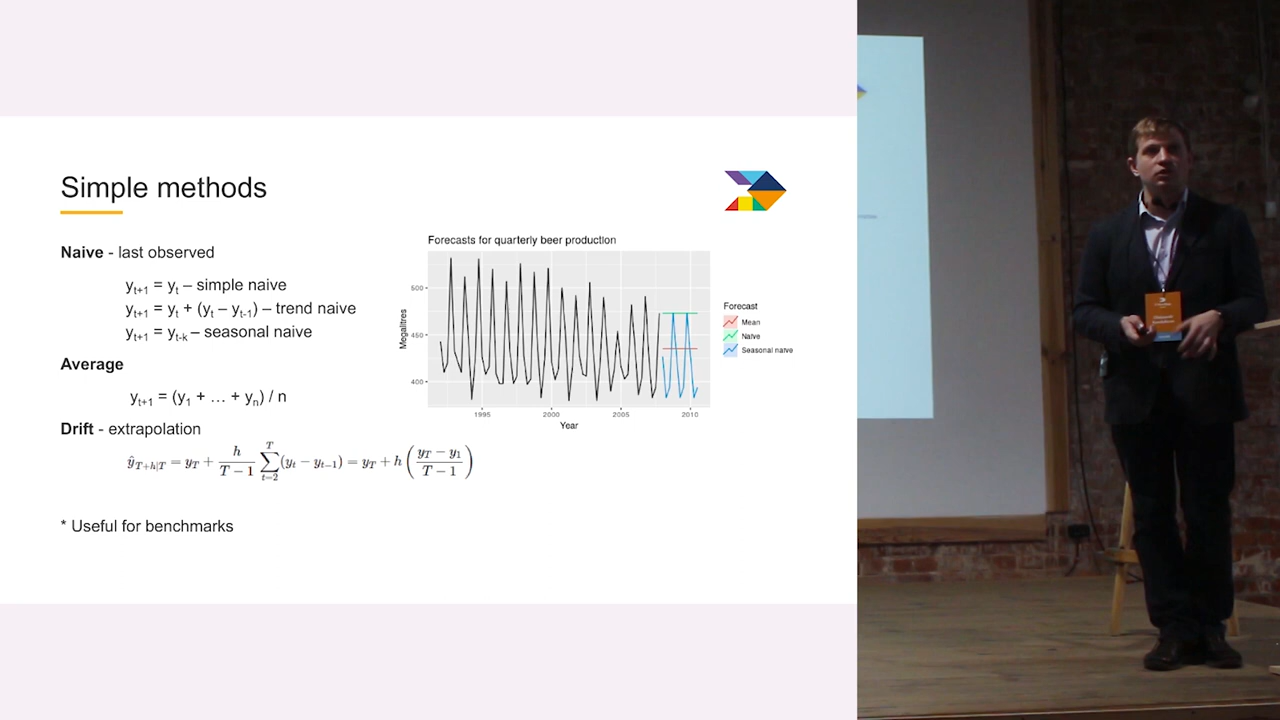 Simple methods
Naive - last observed
yt+1 = yt – simple naive
yt+1 = yt + (yt – yt-1) – trend naive
yt+1 = yt-k – seasonal naive
Average
yt+1 = (y1 + … + yn) / n
Drift - extrapolation
ŷT+h|T = yT + h/(T−1) ∑_{t=2}^{T} (yt − yt−1) = yT + h ((yT − y1)/(T − 1))
* Useful for benchmarks
Forecasts for quarterly beer production
Megalitres
500
450
400
1995
2000
2005
2010
Year
Forecast
Mean
Naive
Seasonal naive